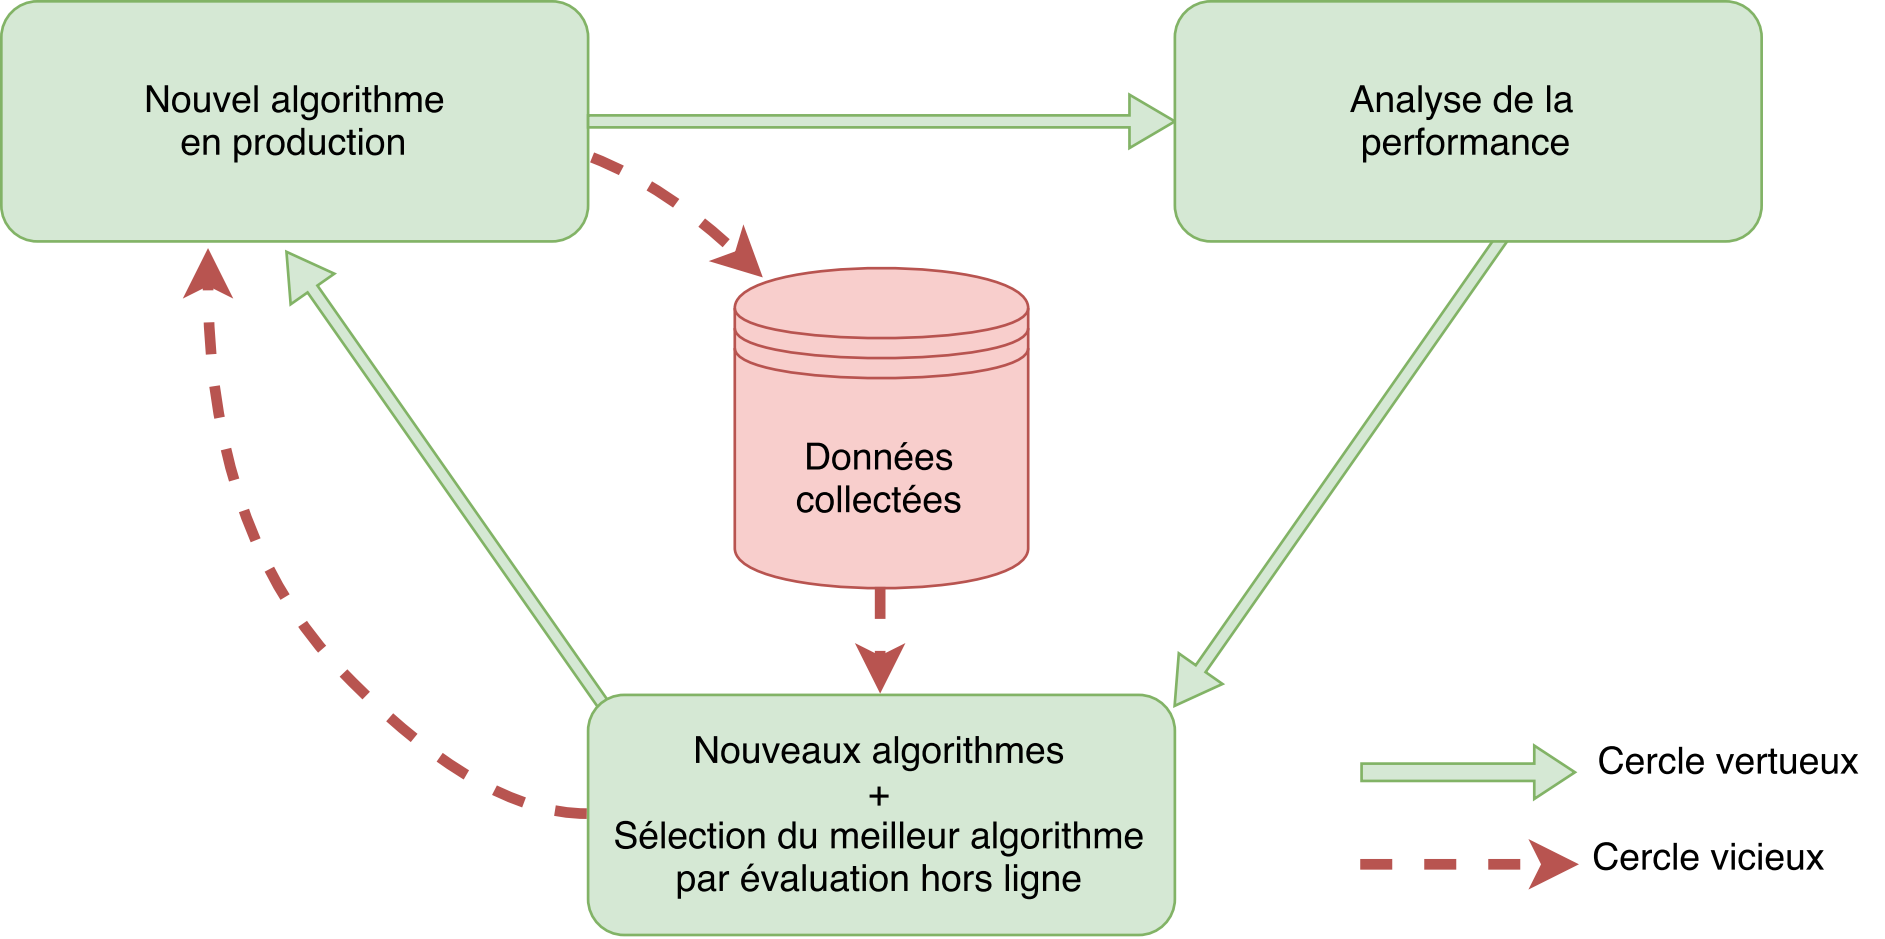 Nouvel algorithme
en production
Analyse de la
performance
Données
collectées
Nouveaux algorithmes
+
Sélection du meilleur algorithme
par évaluation hors ligne
Cercle vertueux
Cercle vicieux